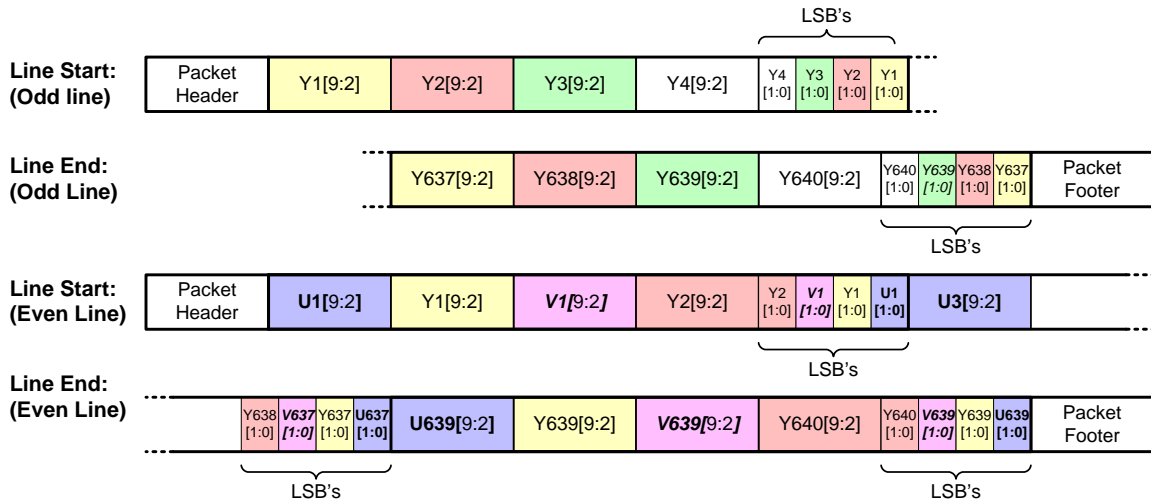 LSB's
Line Start:
(Odd line)
Packet
Header
Y1[9:2]
Y2[9:2]
Y3[9:2]
Y4[9:2]
Y4
[1:0]
Y3
[1:0]
Y2
[1:0]
Y1
[1:0]
Line End:
(Odd Line)
Y637[9:2]
Y638[9:2]
Y639[9:2]
Y640[9:2]
Y640
[1:0]
Y639
[1:0]
Y638
[1:0]
Y637
[1:0]
Packet
Footer
LSB's
Line Start:
(Even Line)
Packet
Header
U1[9:2]
Y1[9:2]
V1[9:2]
Y2[9:2]
Y2
[1:0]
V1
[1:0]
Y1
[1:0]
U1
[1:0]
U3[9:2]
LSB's
Line End:
(Even Line)
Y638
[1:0]
V637
[1:0]
Y637
[1:0]
U637
[1:0]
U639[9:2]
Y639[9:2]
V639[9:2]
Y640[9:2]
Y640
[1:0]
V639
[1:0]
Y639
[1:0]
U639
[1:0]
Packet
Footer
LSB's
LSB's